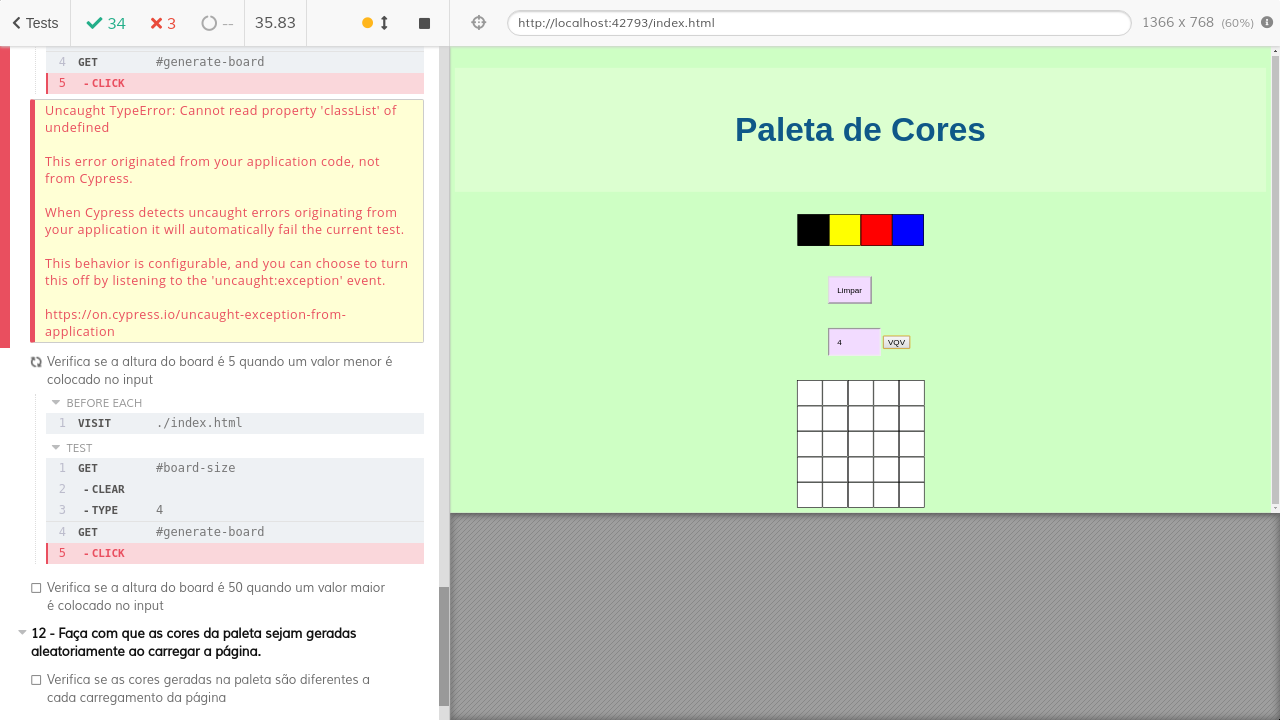 Tests
34
3
--
35.83
http://localhost:42793/index.html
1366 x 768 (60%)
4 GET #generate-board
5 - CLICK
Uncaught TypeError: Cannot read property 'classList' of
undefined
This error originated from your application code, not
from Cypress.
When Cypress detects uncaught errors originating from
your application it will automatically fail the current test.
This behavior is configurable, and you can choose to turn
this off by listening to the 'uncaught:exception' event.
https://on.cypress.io/uncaught-exception-from-
application
Verifica se a altura do board é 5 quando um valor menor é
colocado no input
BEFORE EACH
1 VISIT ./index.html
TEST
1 GET #board-size
2 - CLEAR
3 - TYPE 4
4 GET #generate-board
5 - CLICK
Verifica se a altura do board é 50 quando um valor maior
é colocado no input
12 - Faça com que as cores da paleta sejam geradas
aleatoriamente ao carregar a página.
Verifica se as cores geradas na paleta são diferentes a
cada carregamento da página
Paleta de Cores
Limpar
4 VQV